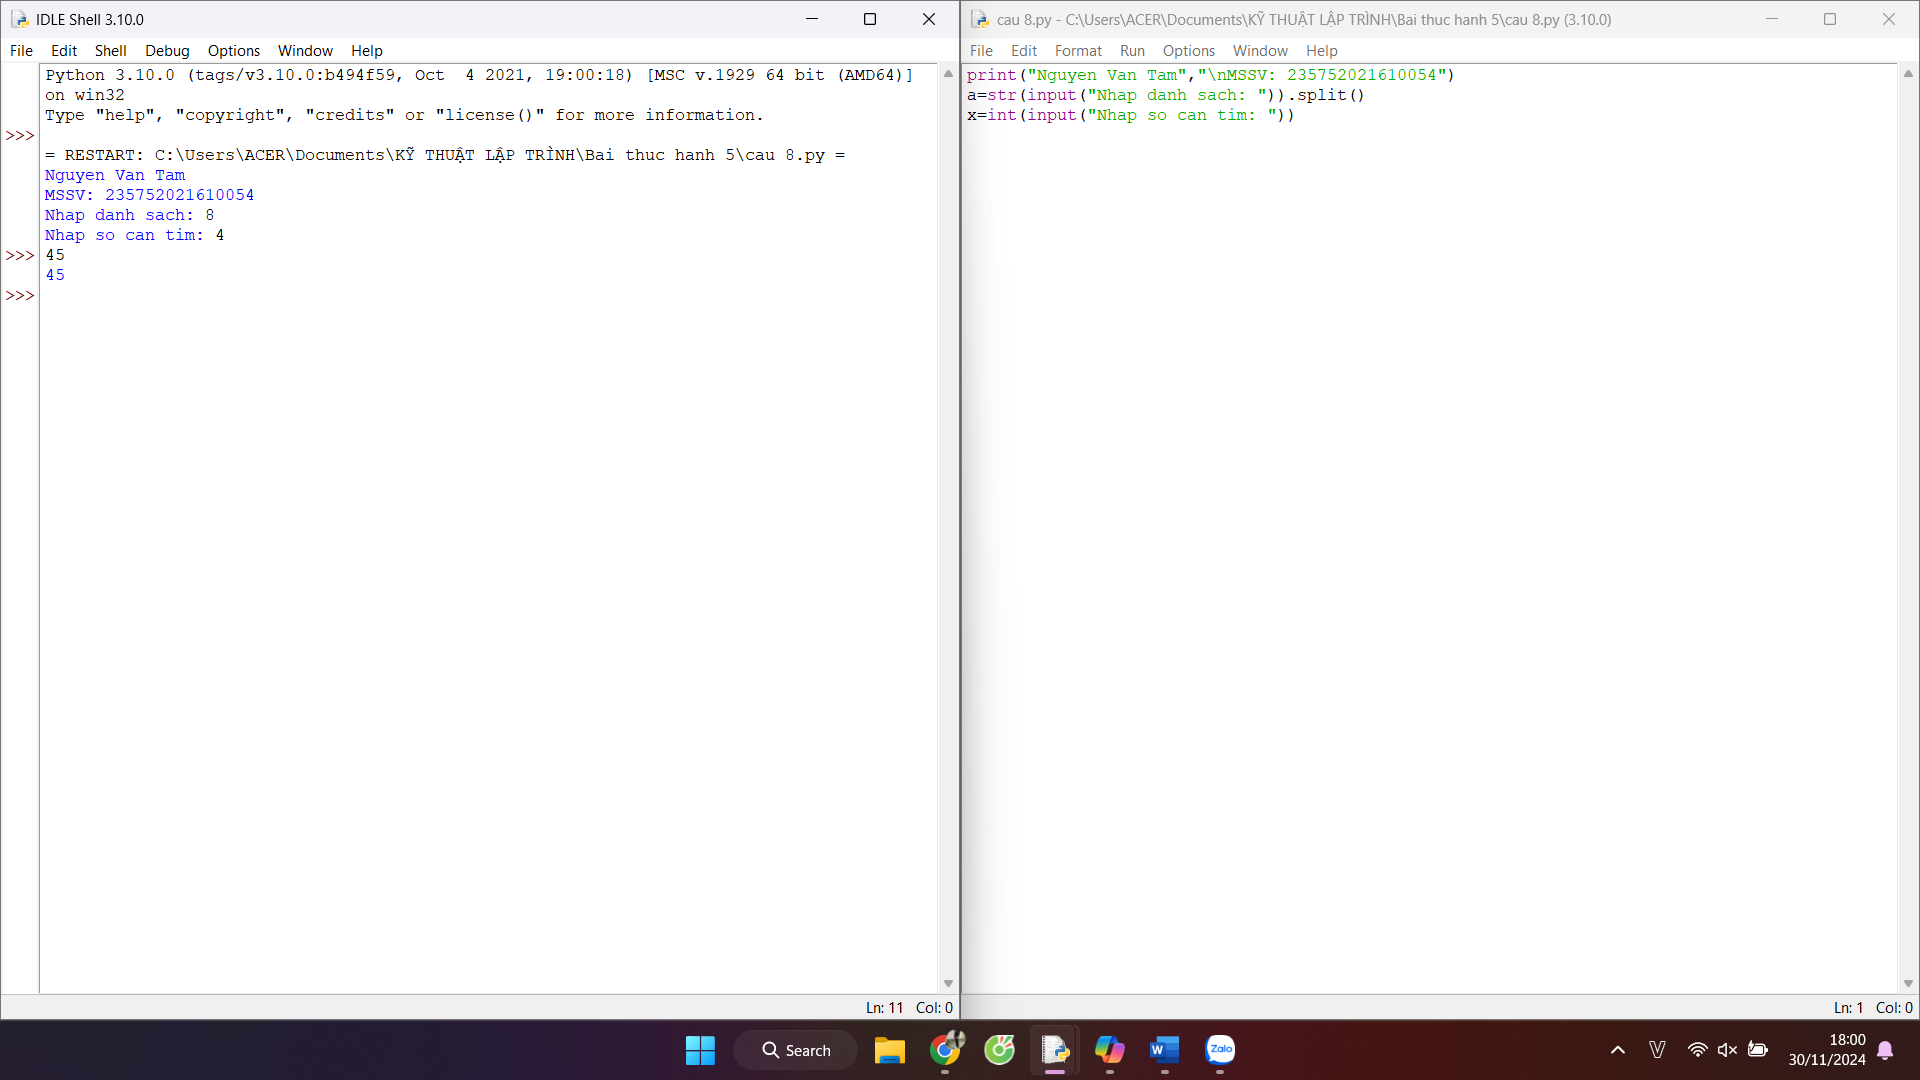 IDLE Shell 3.10.0
File Edit Shell Debug Options Window Help
Python 3.10.0 (tags/v3.10.0:b494f59, Oct  4 2021, 19:00:18) [MSC v.1929 64 bit (AMD64)]
on win32
Type "help", "copyright", "credits" or "license()" for more information.
>>>
= RESTART: C:\Users\ACER\Documents\KỸ THUẬT LẬP TRÌNH\Bai thuc hanh 5\cau 8.py =
Nguyen Van Tam
MSSV: 235752021610054
Nhap danh sach: 8
Nhap so can tim: 4
>>> 45
45
>>>
Ln: 11 Col: 0
cau 8.py - C:\Users\ACER\Documents\KỸ THUẬT LẬP TRÌNH\Bai thuc hanh 5\cau 8.py (3.10.0)
File Edit Format Run Options Window Help
print("Nguyen Van Tam","\nMSSV: 235752021610054")
a=str(input("Nhap danh sach: ")).split()
x=int(input("Nhap so can tim: "))
Ln: 1 Col: 0
Search
Zalo
V
18:00
30/11/2024